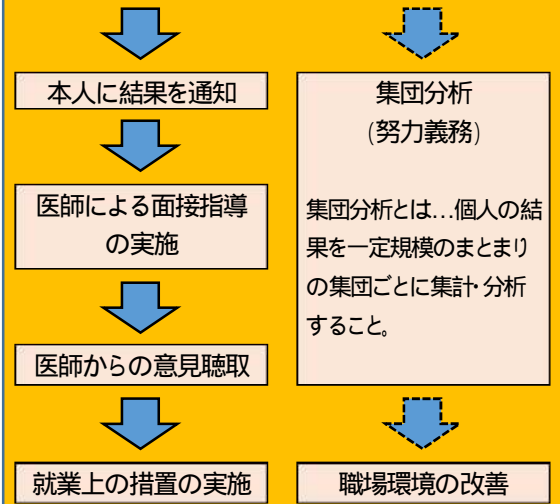 本人に結果を通知
医師による面接指導
の実施
医師からの意見聴取
就業上の措置の実施
集団分析
(努力義務)
集団分析とは…個人の結
果を一定規模のまとまり
の集団ごとに集計・分析
すること。
職場環境の改善